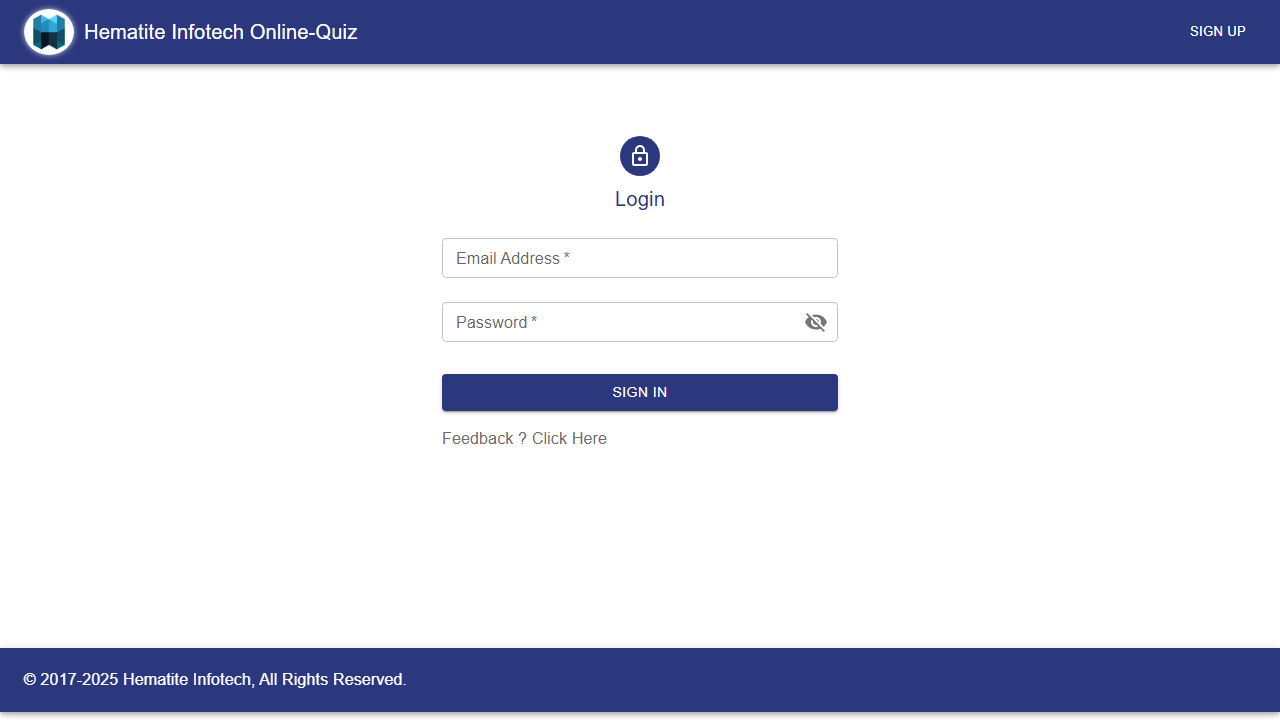 Hematite Infotech Online-Quiz
SIGN UP
Login
Email Address *
Password *
SIGN IN
Feedback ? Click Here
© 2017-2025 Hematite Infotech, All Rights Reserved.